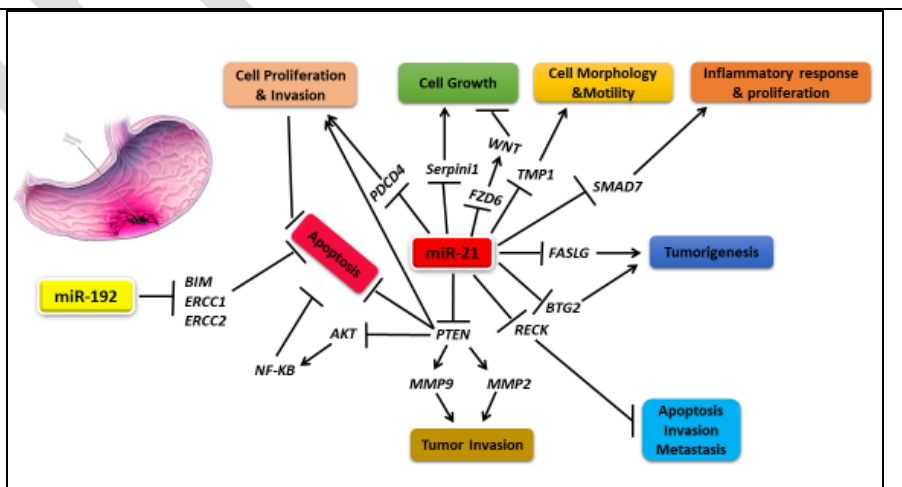 Cell Proliferation
& Invasion
Cell Growth
Cell Morphology
&Motility
Inflammatory response
& proliferation
PDCD4
Serpini1
WNT
FZD6
TMP1
SMAD7
Apoptosis
miR-21
FASLG
Tumorigenesis
miR-192
BIM
ERCC1
ERCC2
BTG2
RECK
AKT
PTEN
NF-KB
MMP9
MMP2
Tumor Invasion
Apoptosis
Invasion
Metastasis